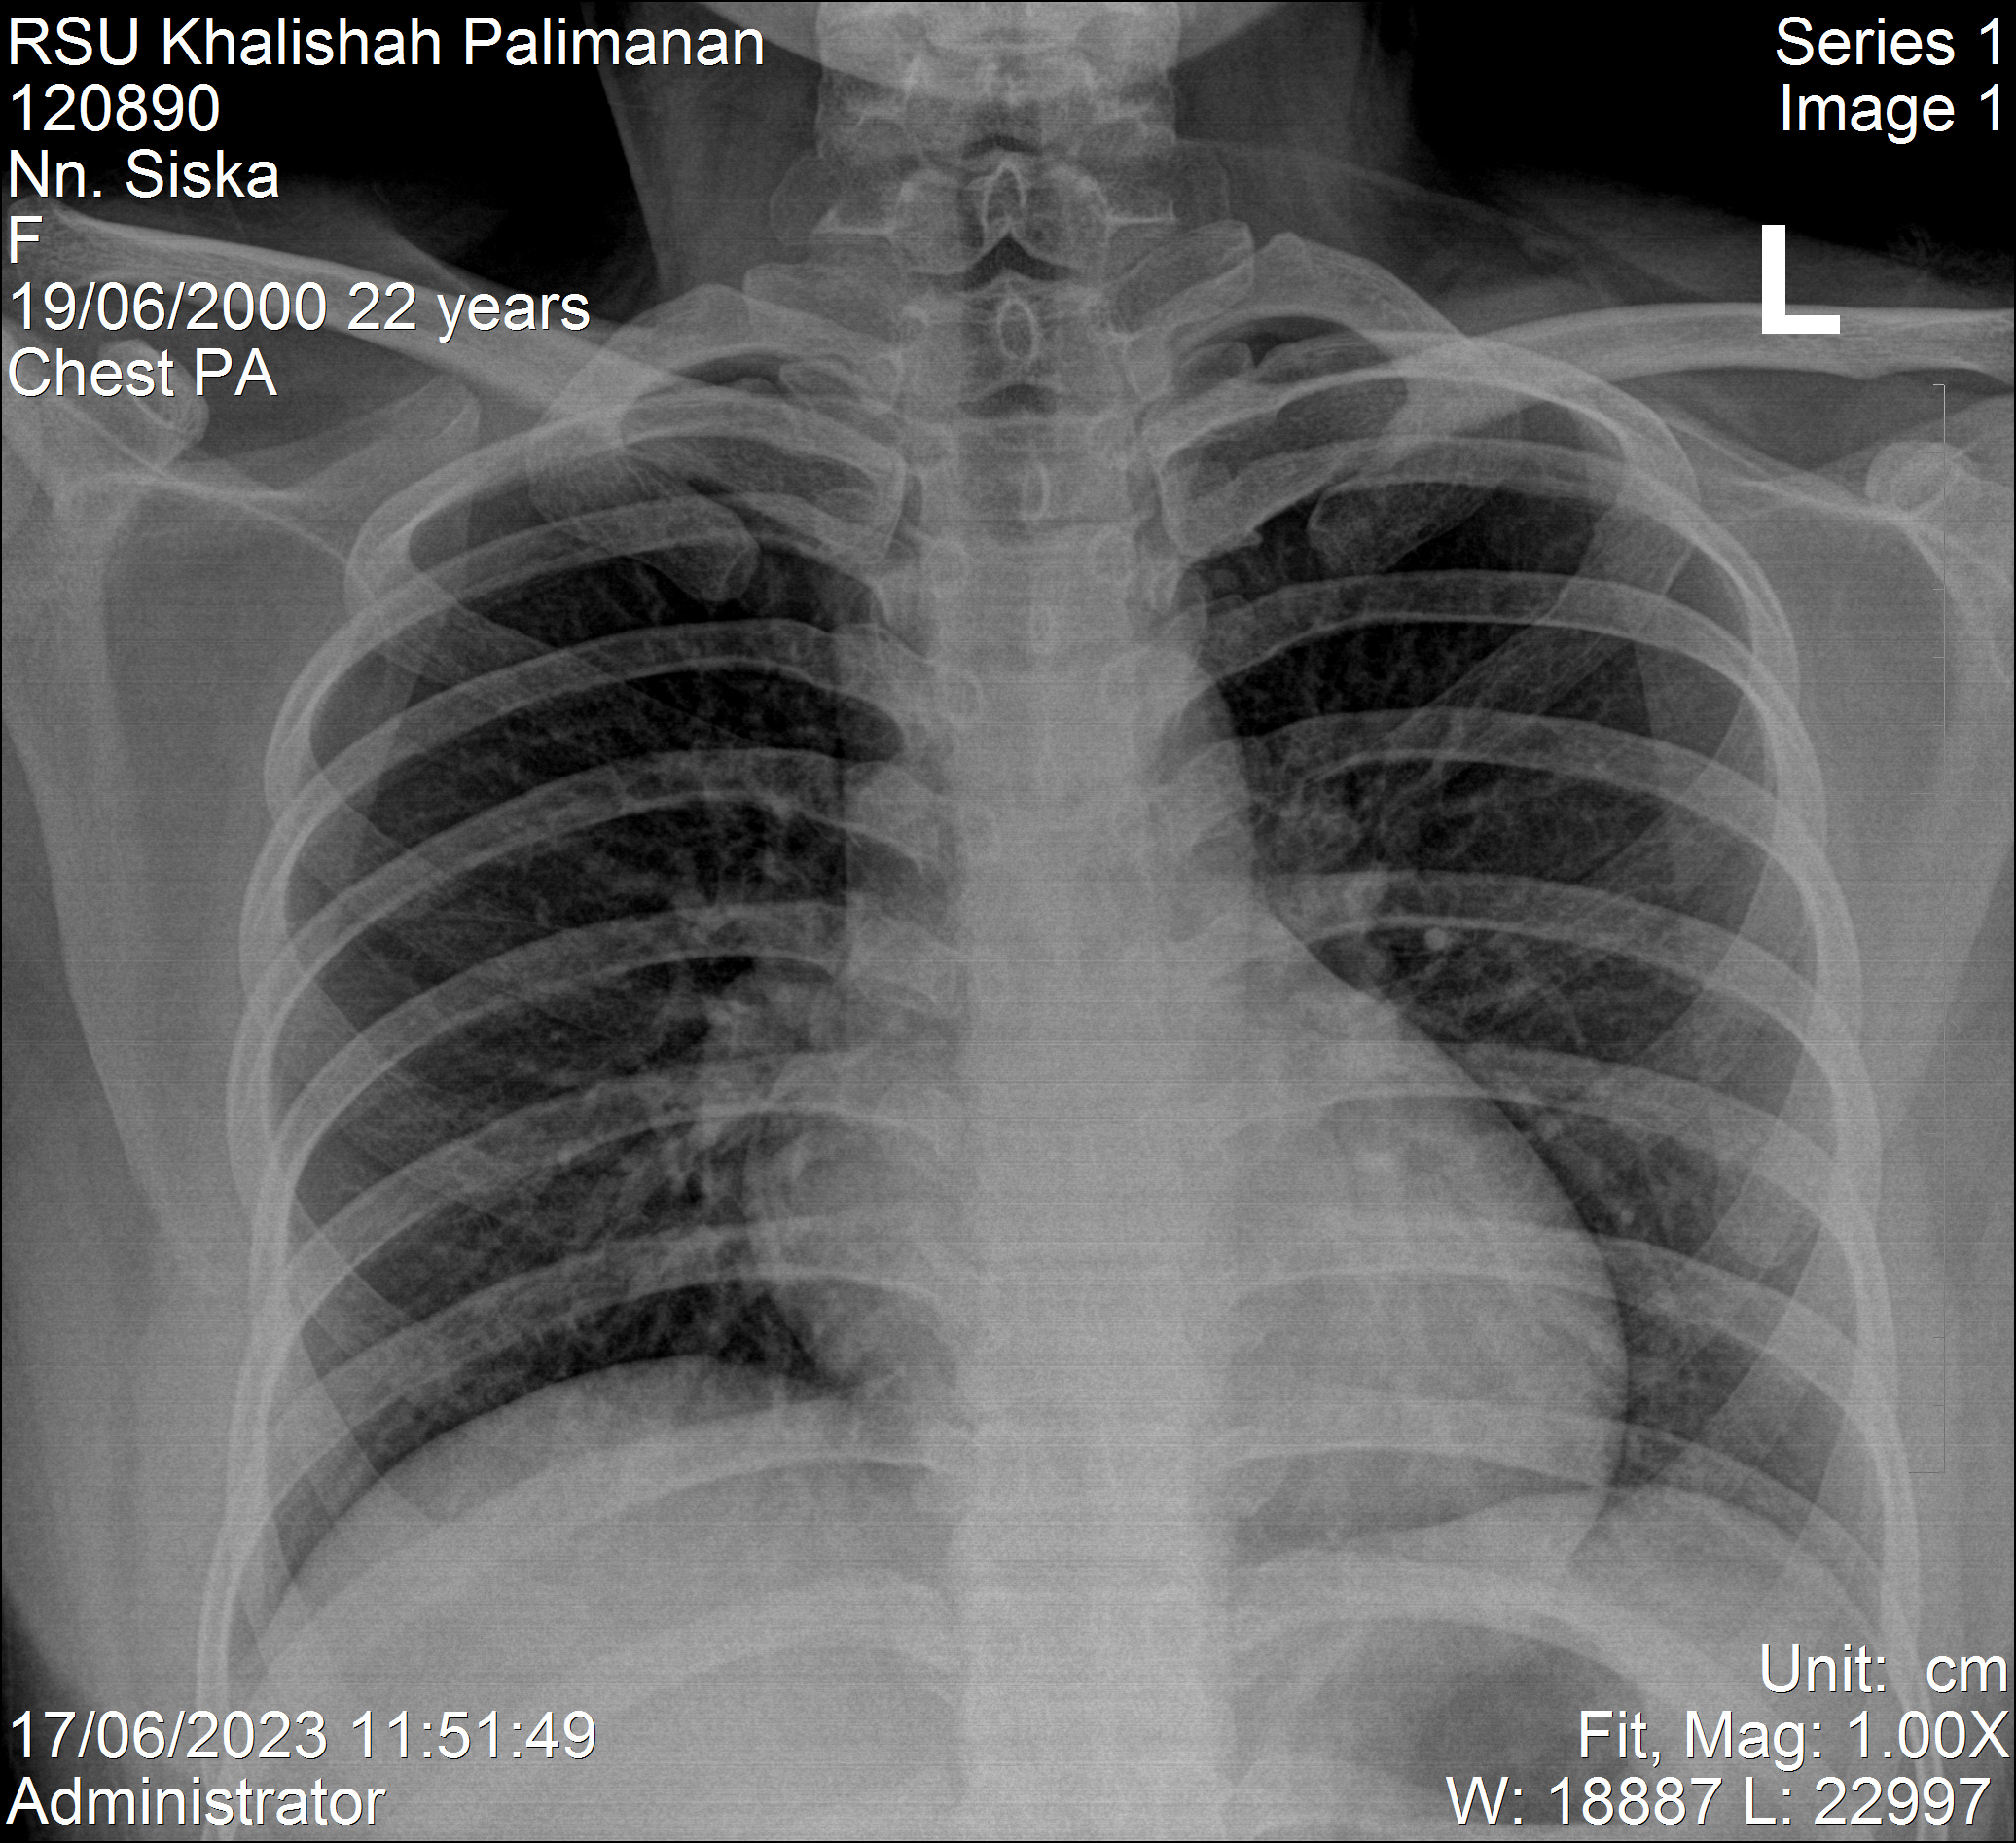 RSU Khalishah Palimanan
120890
Nn. Siska
F
19/06/2000 22 years
Chest PA
Series 1
Image 1
L
17/06/2023 11:51:49
Administrator
Unit: cm
Fit, Mag: 1.00X
W: 18887 L: 22997